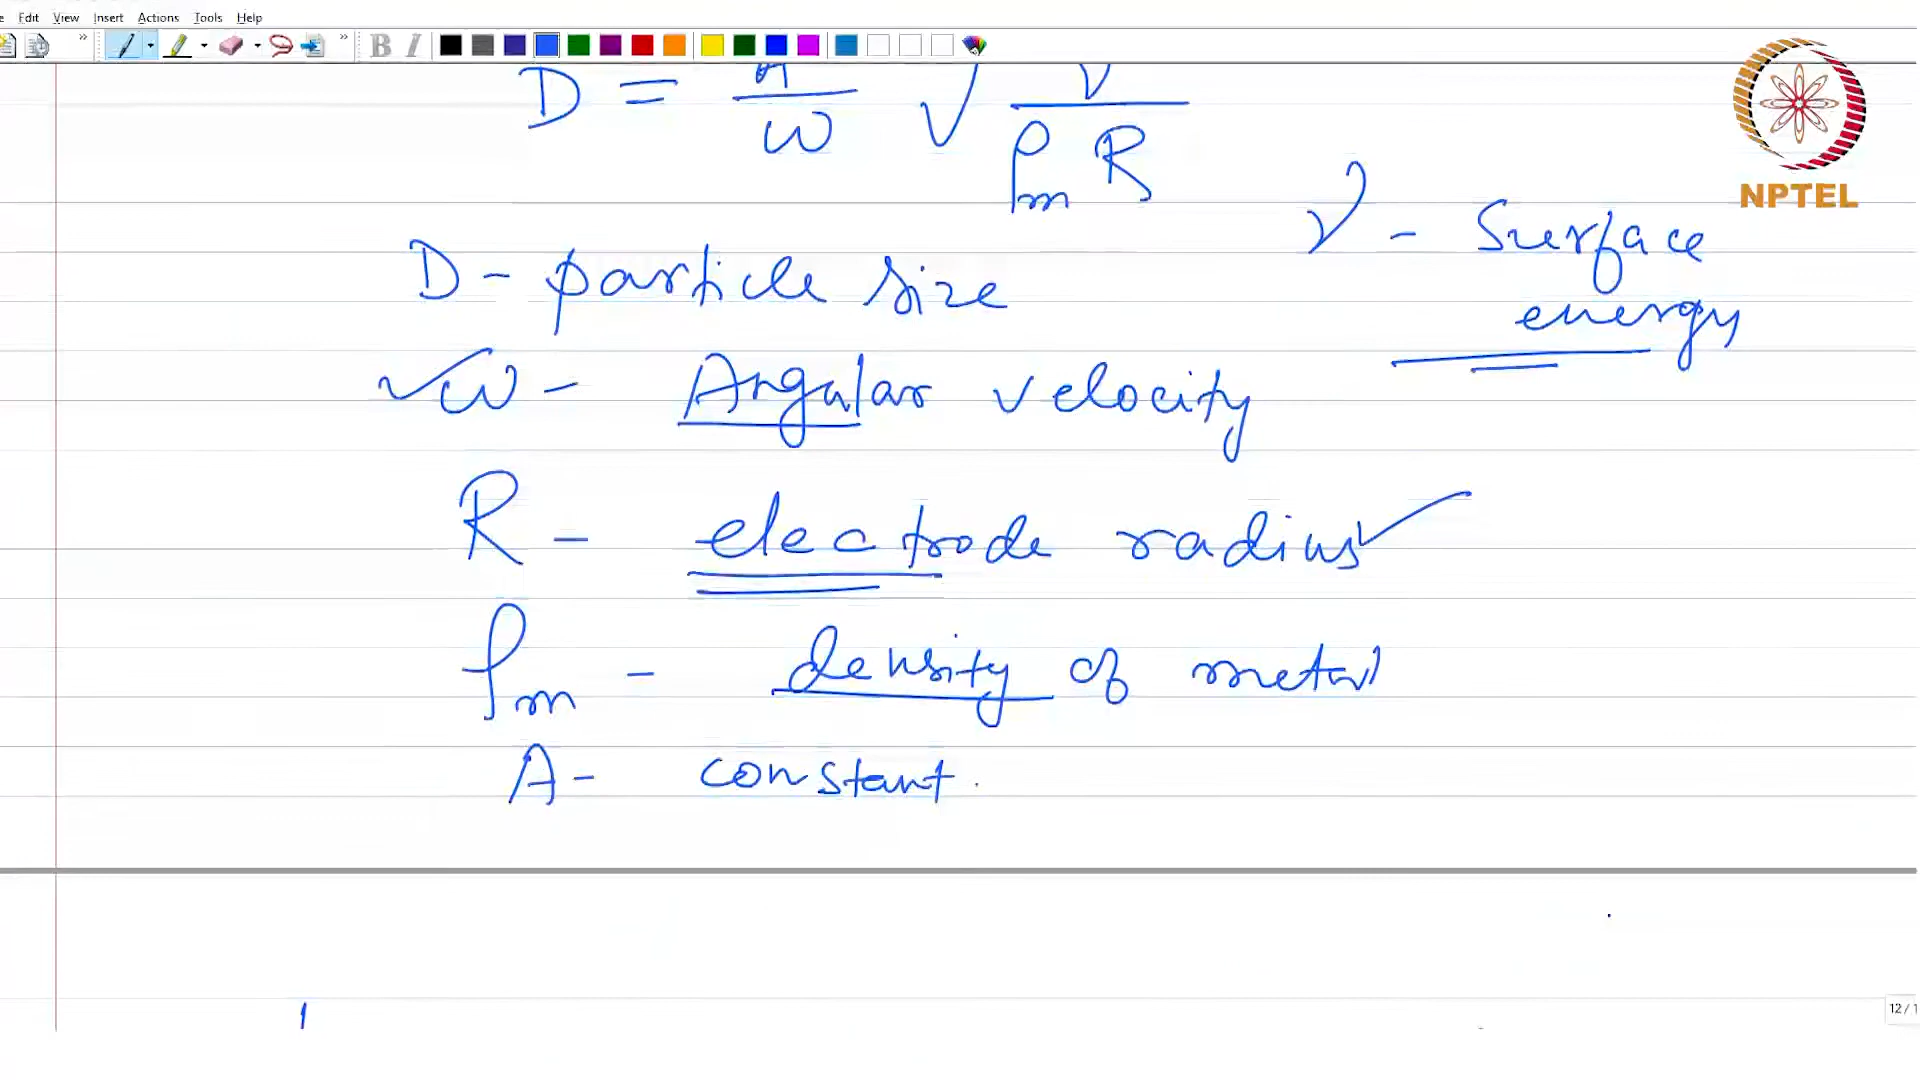 Edit View Insert Actions Tools Help
B I
D = A/ω √ γ/ρm R
NPTEL
γ - Surface energy
D - particle size
ω - Angular velocity
R - electrode radius
ρm - density of metal
A - constant.
12 / 1